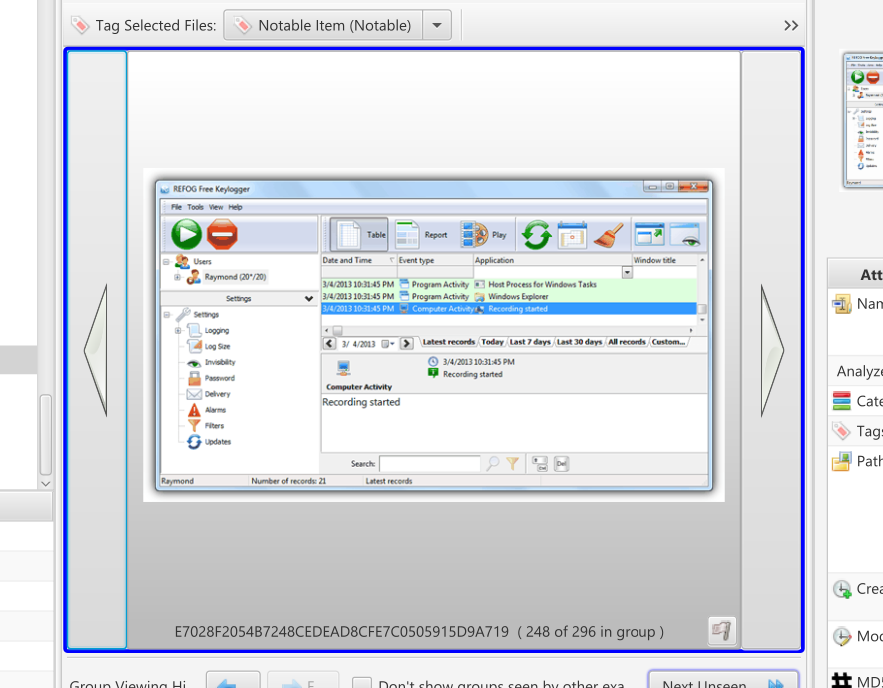 Tag Selected Files: Notable Item (Notable) >>
REFOG Free Keylogger
File Tools View Help
Table Report Play
Users
Raymond (20*/20)
Settings
Settings
Logging
Log Size
Invisibility
Password
Delivery
Alarms
Filters
Updates
Date and Time Event type Application Window title
3/4/2013 10:31:45 PM Program Activity Host Process for Windows Tasks
3/4/2013 10:31:45 PM Program Activity Windows Explorer
3/4/2013 10:31:45 PM Computer Activity Recording started
3/ 4/2013 Latest records Today Last 7 days Last 30 days All records Custom...
3/4/2013 10:31:45 PM
Recording started
Computer Activity
Recording started
Search:
Raymond Number of records: 21 Latest records
E7028F2054B7248CEDEAD8CFE7C0505915D9A719 ( 248 of 296 in group )
Group Viewing Hi Don't show groups seen by other exa Next Unseen
Att
Nam
Analyze
Cate
Tags
Path
Crea
Mod
MD5